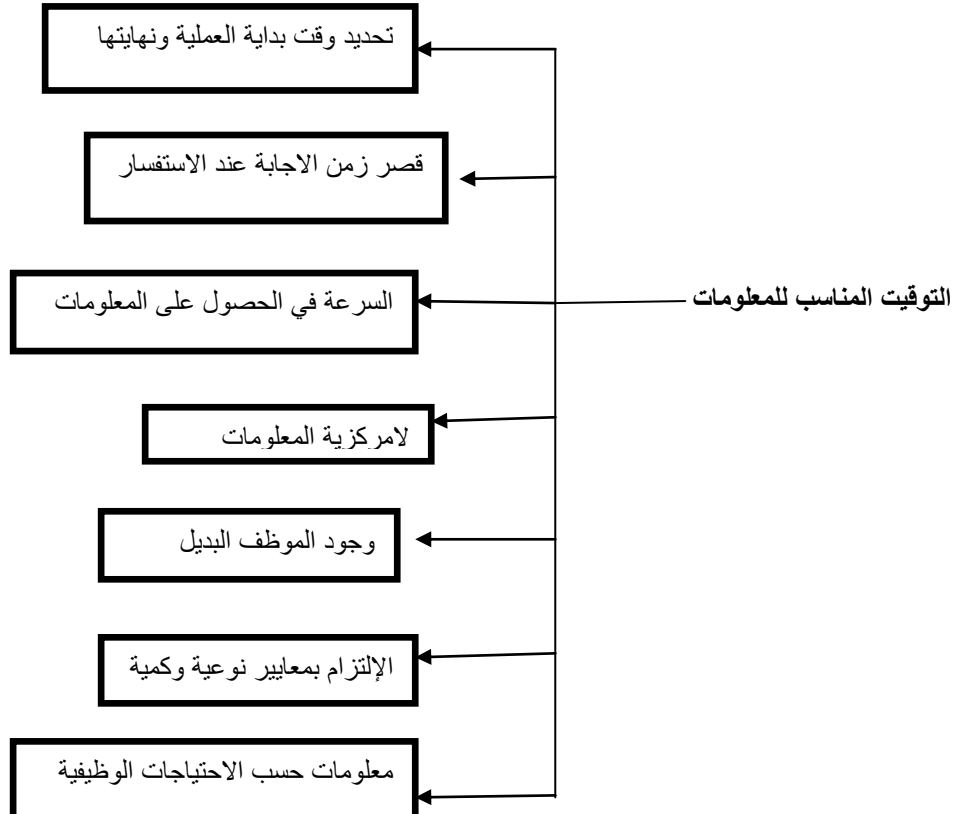 تحديد وقت بداية العملية ونهايتها
قصر زمن الاجابة عند الاستفسار
السرعة في الحصول على المعلومات
التوقيت المناسب للمعلومات
لامركزية المعلومات
وجود الموظف البديل
الإلتزام بمعايير نوعية وكمية
معلومات حسب الاحتياجات الوظيفية